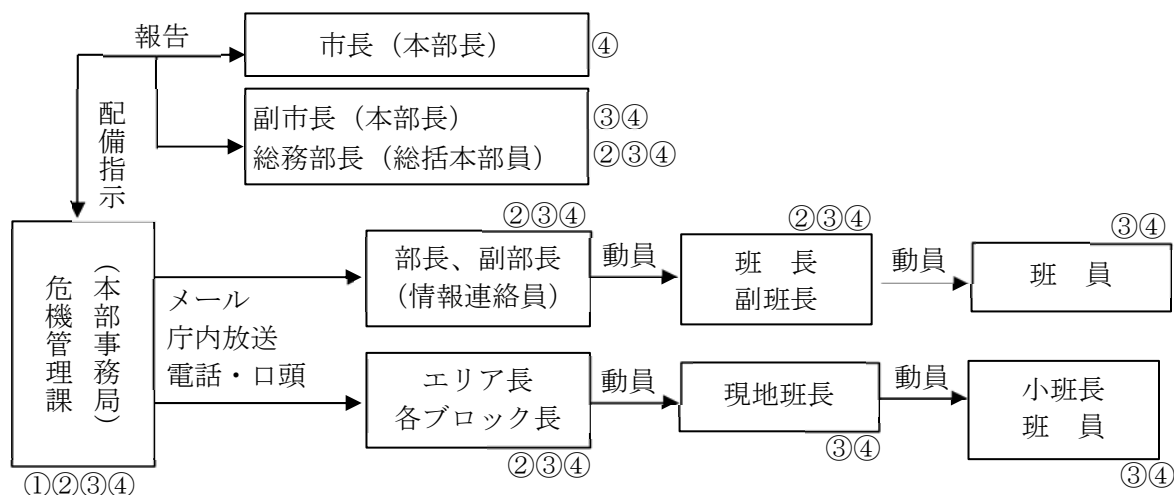 報告
市長（本部長）
④
配備指示
副市長（本部長）
③④
総務部長（総括本部員）
②③④
危機管理課
（本部事務局）
①②③④
メール
庁内放送
電話・口頭
②③④
部長、副部長
（情報連絡員）
動員
②③④
班　長
副班長
動員
③④
班　員
エリア長
各ブロック長
②③④
動員
現地班長
③④
動員
小班長
班　員
③④